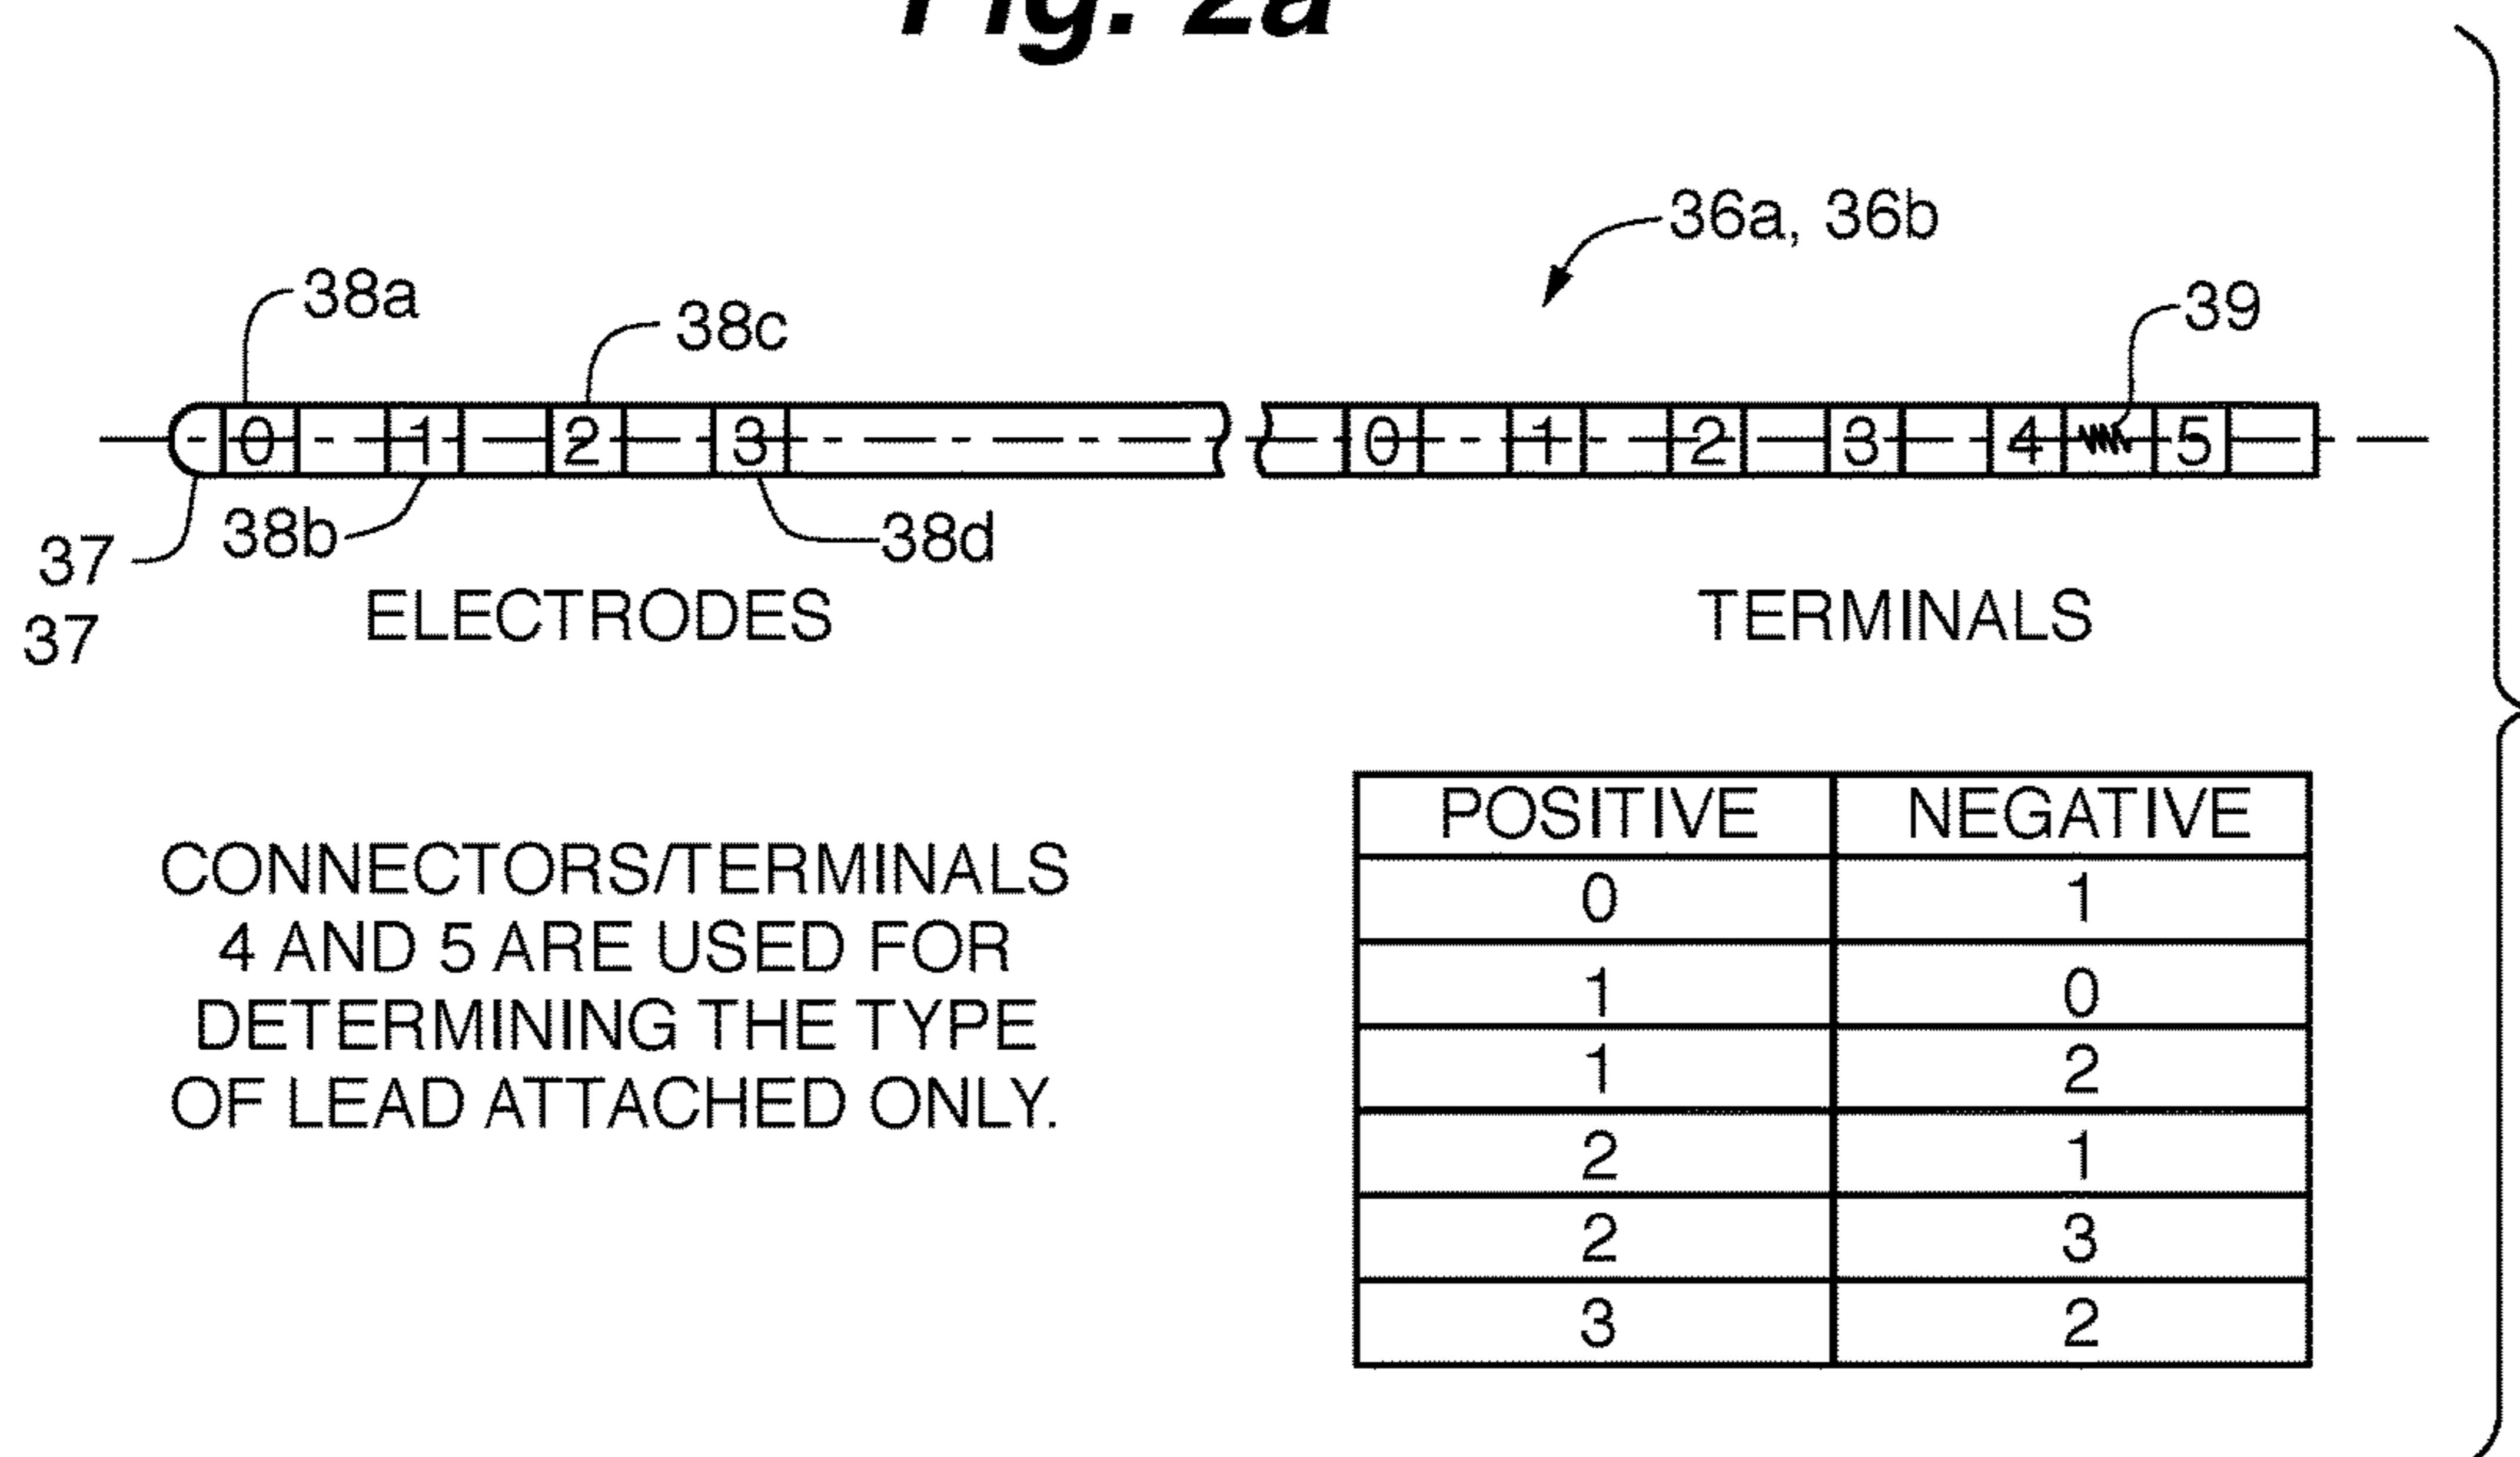 Fig. 2a
36a, 36b
38a
38c
39
0 1 2 3
0 1 2 3 4 5
37
38b
38d
37
ELECTRODES
TERMINALS
CONNECTORS/TERMINALS
4 AND 5 ARE USED FOR
DETERMINING THE TYPE
OF LEAD ATTACHED ONLY.
POSITIVE NEGATIVE
0 1
1 0
1 2
2 1
2 3
3 2